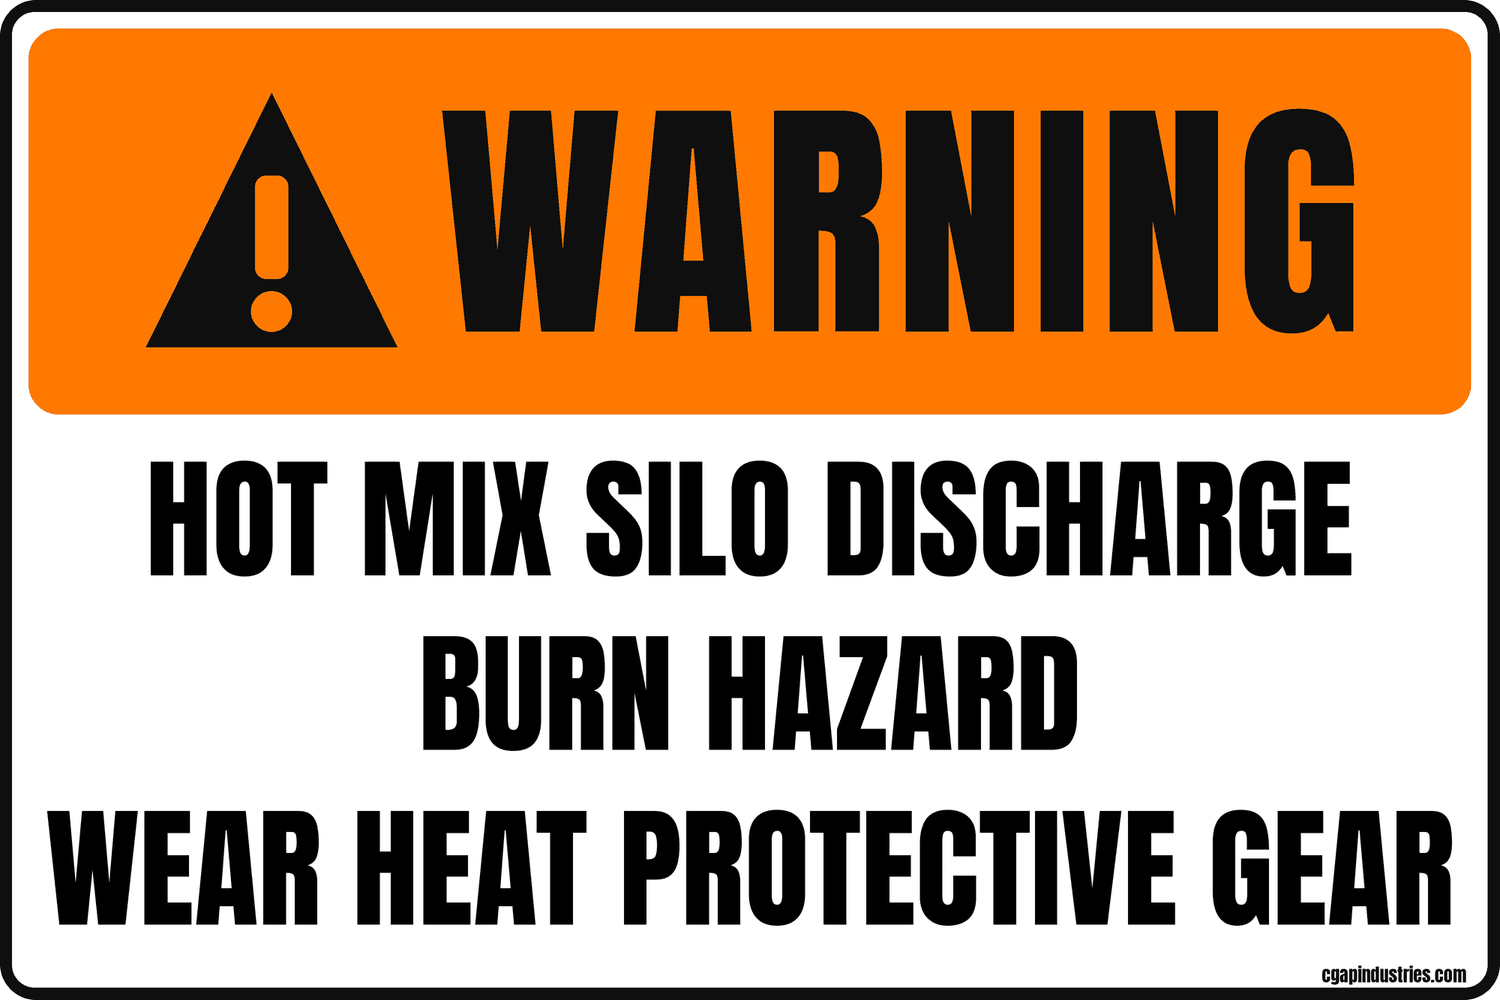 WARNING
HOT MIX SILO DISCHARGE
BURN HAZARD
WEAR HEAT PROTECTIVE GEAR
cgapindustries.com